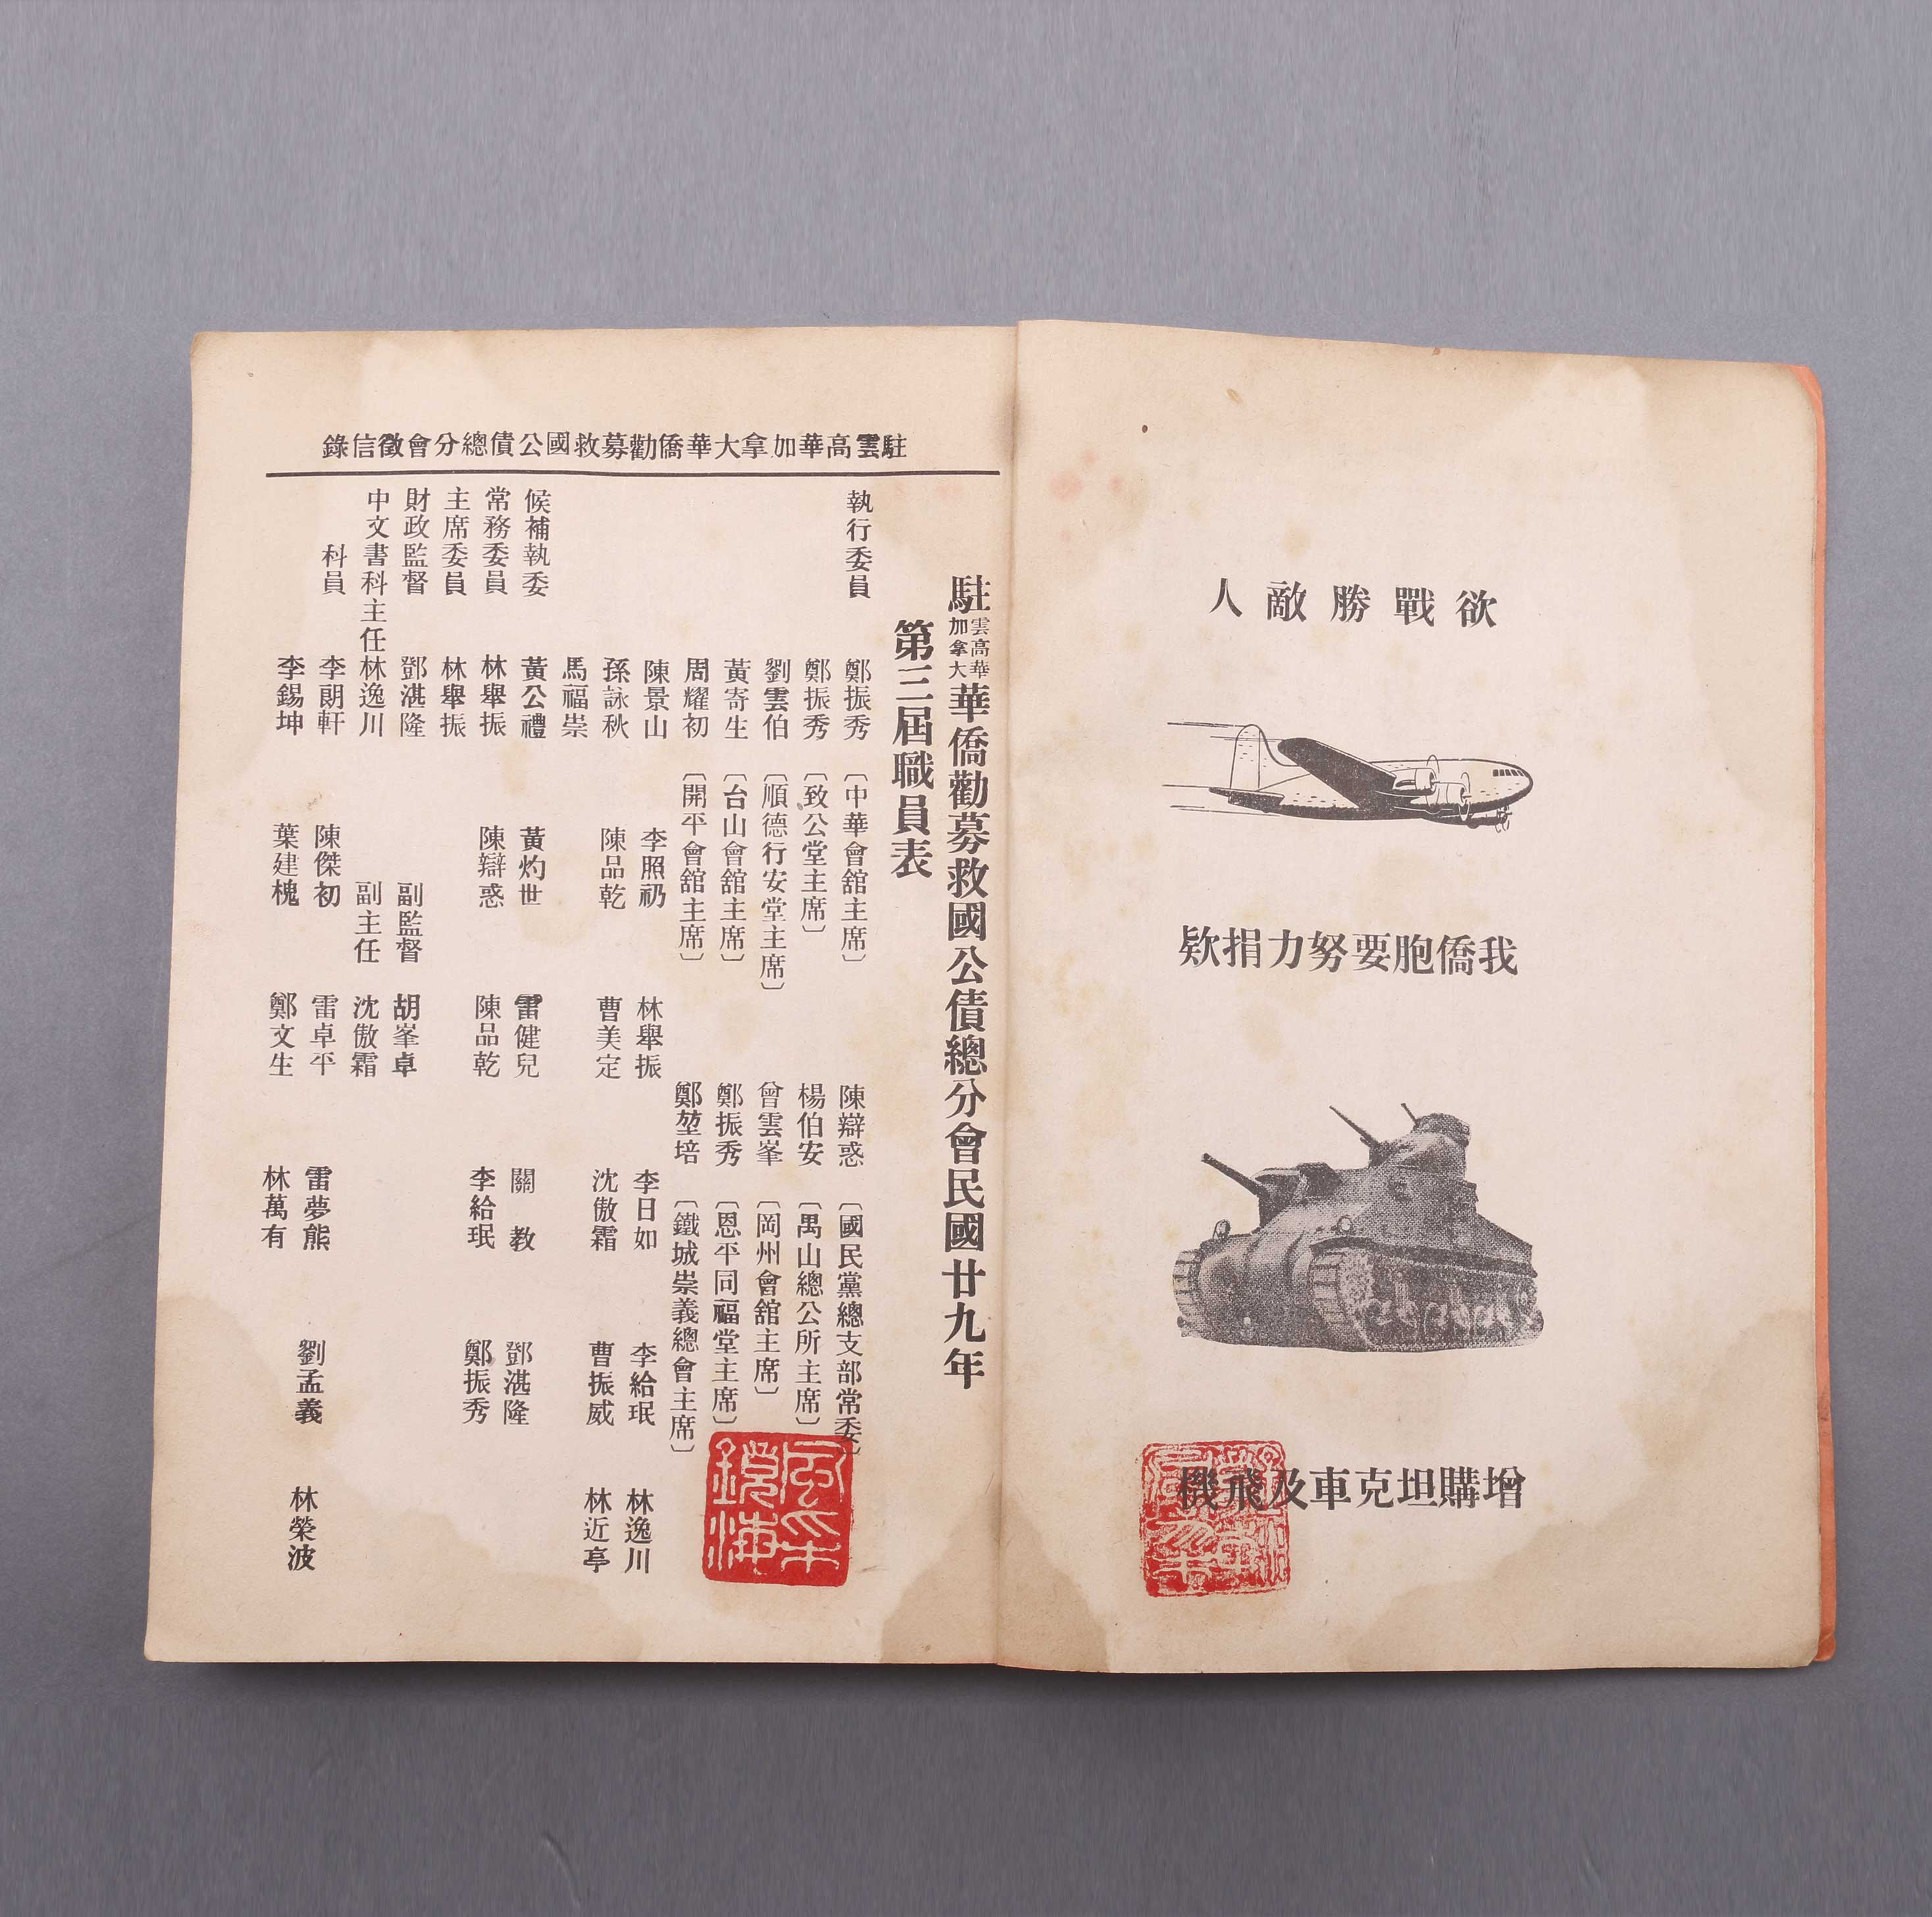 欲戰勝敵人
我僑胞要努力捐欵
增購坦克車及飛機
駐雲高華加拿大華僑勸募救國公債總分會徵信錄
駐雲高華加拿大華僑勸募救國公債總分會民國廿九年
第三屆職員表
執行委員 鄭振秀〔中華會舘主席〕 陳辯惑〔國民黨總支部常委〕
鄭振秀〔致公堂主席〕 楊伯安〔禺山總公所主席〕
劉雲伯〔順德行安堂主席〕 曾雲峯〔岡州會舘主席〕
黃寄生〔台山會舘主席〕 鄭振秀〔恩平同福堂主席〕
周耀初〔開平會舘主席〕 鄭堃培〔鐵城崇義總會主席〕
陳景山 李照礽 林舉振 李日如 李給珉 林逸川
孫詠秋 陳品乾 曹美定 沈傲霜 曹振威 林近亭
馬福崇
候補執委 黃公禮 黃灼世 雷健兒 關教 鄧湛隆
常務委員 林舉振 陳辯惑 陳品乾 李給珉 鄭振秀
主席委員 林舉振
財政監督 鄧湛隆 副監督 胡峯卓
中文書科主任 林逸川 副主任 沈傲霜
科員 李朗軒 陳傑初 雷卓平 雷夢熊 劉孟義 林榮波
李錫坤 葉建槐 鄭文生 林萬有